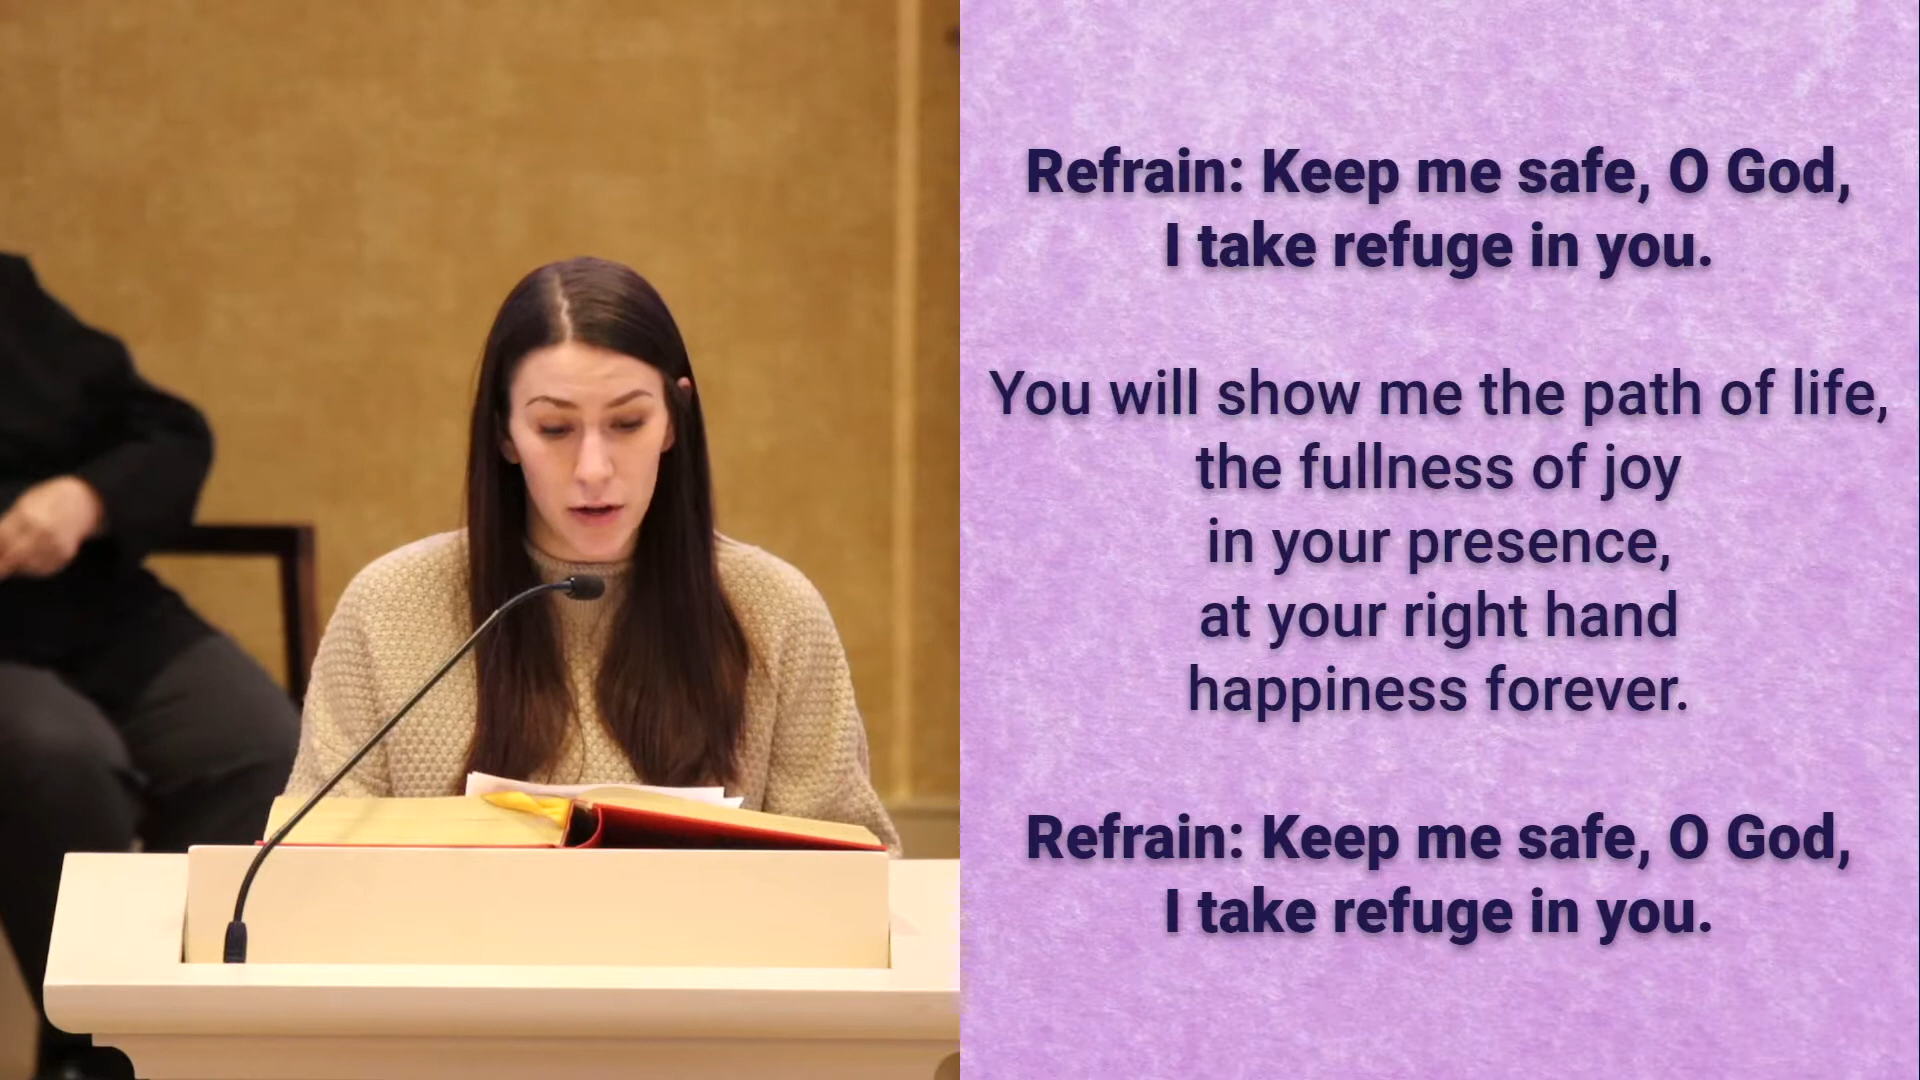 Refrain: Keep me safe, O God,
I take refuge in you.
You will show me the path of life,
the fullness of joy
in your presence,
at your right hand
happiness forever.
Refrain: Keep me safe, O God,
I take refuge in you.